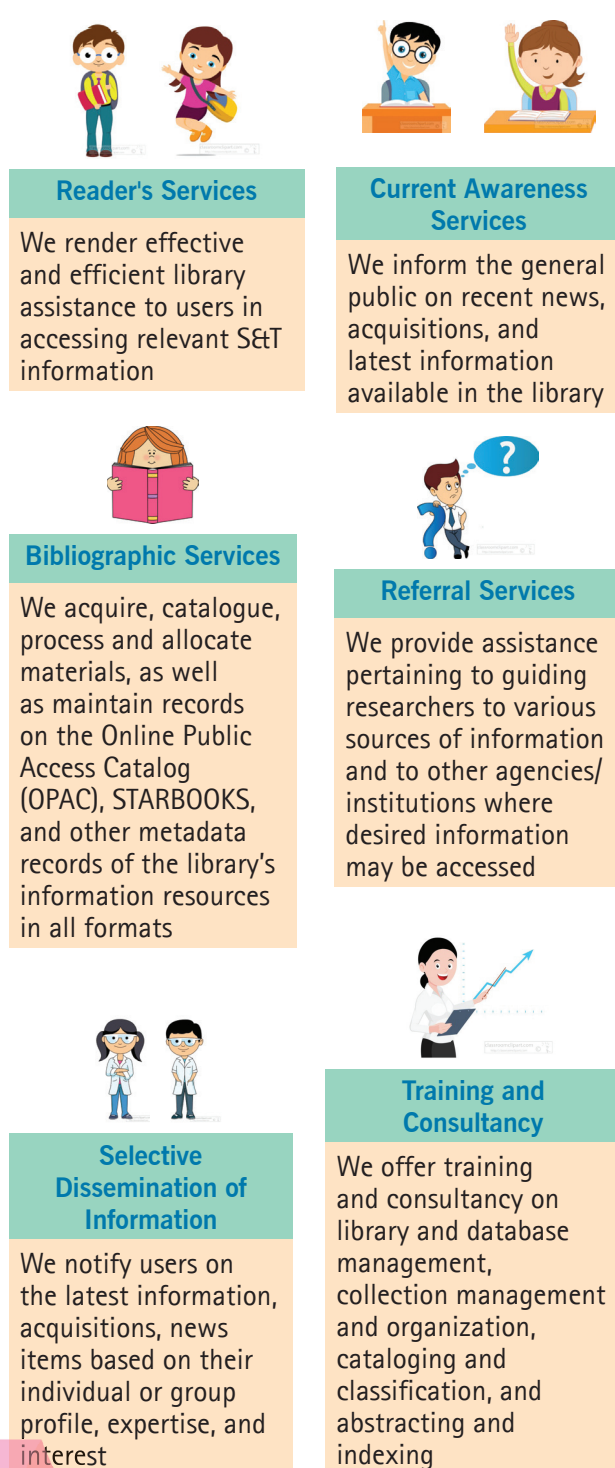 Reader's Services
We render effective
and efficient library
assistance to users in
accessing relevant S&T
information
Current Awareness
Services
We inform the general
public on recent news,
acquisitions, and
latest information
available in the library
Bibliographic Services
We acquire, catalogue,
process and allocate
materials, as well
as maintain records
on the Online Public
Access Catalog
(OPAC), STARBOOKS,
and other metadata
records of the library's
information resources
in all formats
?
?
Referral Services
We provide assistance
pertaining to guiding
researchers to various
sources of information
and to other agencies/
institutions where
desired information
may be accessed
Selective
Dissemination of
Information
We notify users on
the latest information,
acquisitions, news
items based on their
individual or group
profile, expertise, and
interest
Training and
Consultancy
We offer training
and consultancy on
library and database
management,
collection management
and organization,
cataloging and
classification, and
abstracting and
indexing